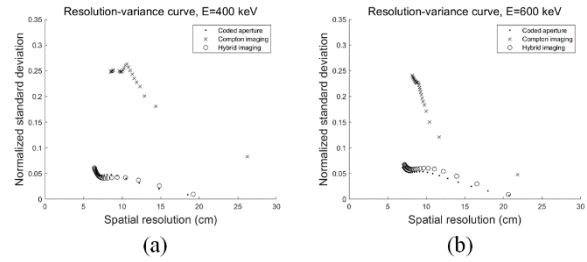 Resolution-variance curve, E=400 keV
Normalized standard deviation
0.35
0.3
0.25
0.2
0.15
0.1
0.05
0
0
5
10
15
20
25
30
Coded aperture
Compton imaging
Hybrid imaging
Spatial resolution (cm)
(a)
Resolution-variance curve, E=600 keV
Normalized standard deviation
0.35
0.3
0.25
0.2
0.15
0.1
0.05
0
0
5
10
15
20
25
30
Coded aperture
Compton imaging
Hybrid imaging
Spatial resolution (cm)
(b)